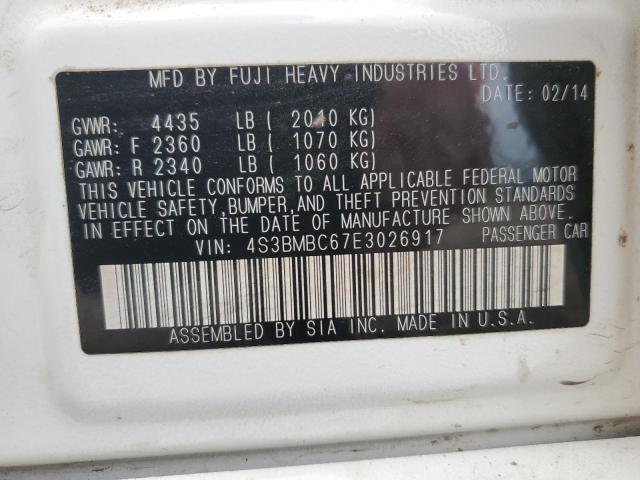 MFD BY FUJI HEAVY INDUSTRIES LTD.
DATE: 02/14
GVWR: 4435 LB ( 2040 KG)
GAWR: F 2360 LB ( 1070 KG)
GAWR: R 2340 LB ( 1060 KG)
THIS VEHICLE CONFORMS TO ALL APPLICABLE FEDERAL MOTOR
VEHICLE SAFETY, BUMPER, AND THEFT PREVENTION STANDARDS
IN EFFECT ON THE DATE OF MANUFACTURE SHOWN ABOVE.
VIN: 4S3BMBC67E3026917 PASSENGER CAR
ASSEMBLED BY SIA INC. MADE IN U.S.A.